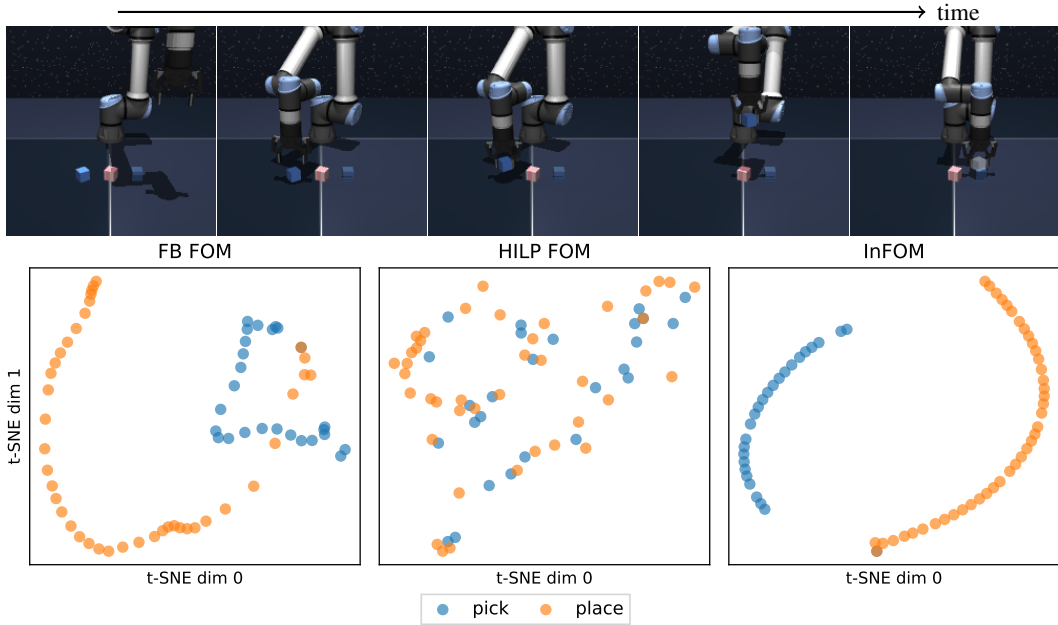 time
FB FOM
HILP FOM
InFOM
t-SNE dim 1
t-SNE dim 0
t-SNE dim 0
t-SNE dim 0
pick
place